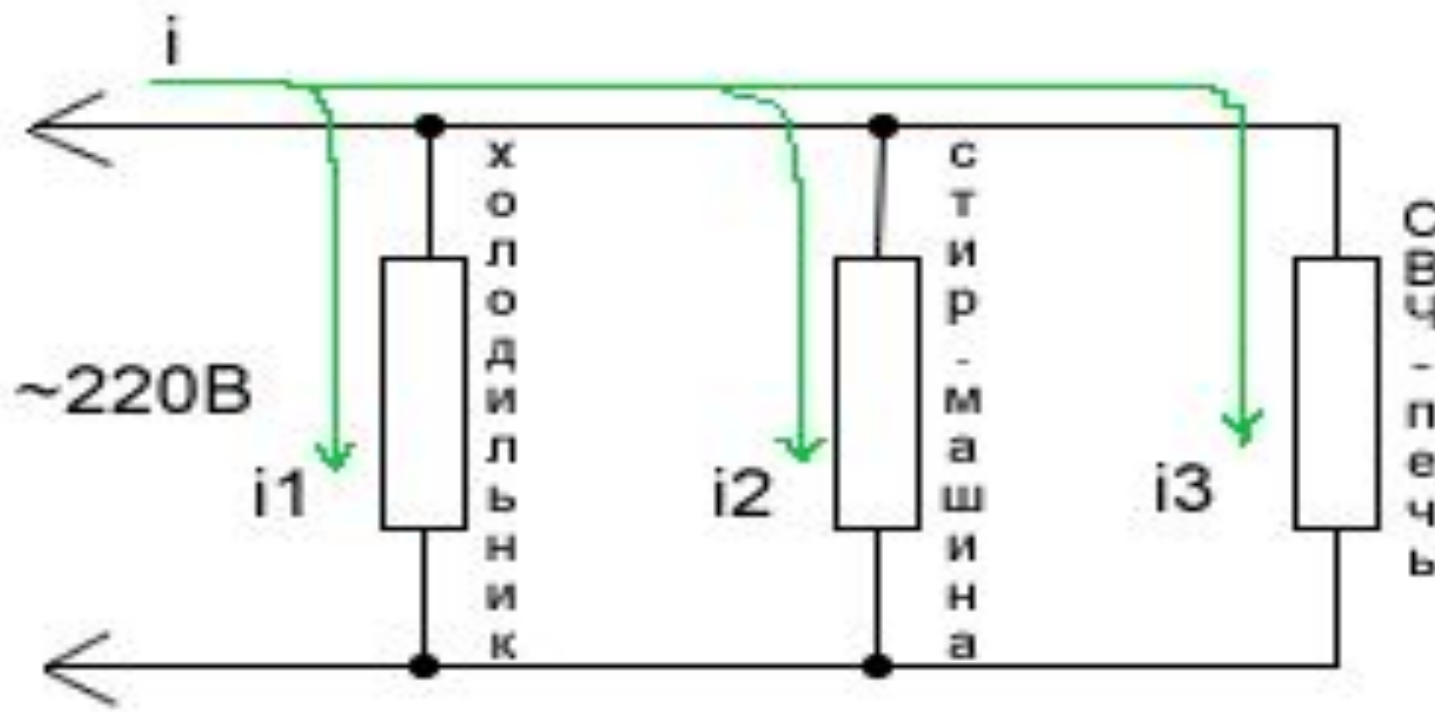 i
~220В
i1
холодильник
i2
стир-машина
i3
СВЧ-печь